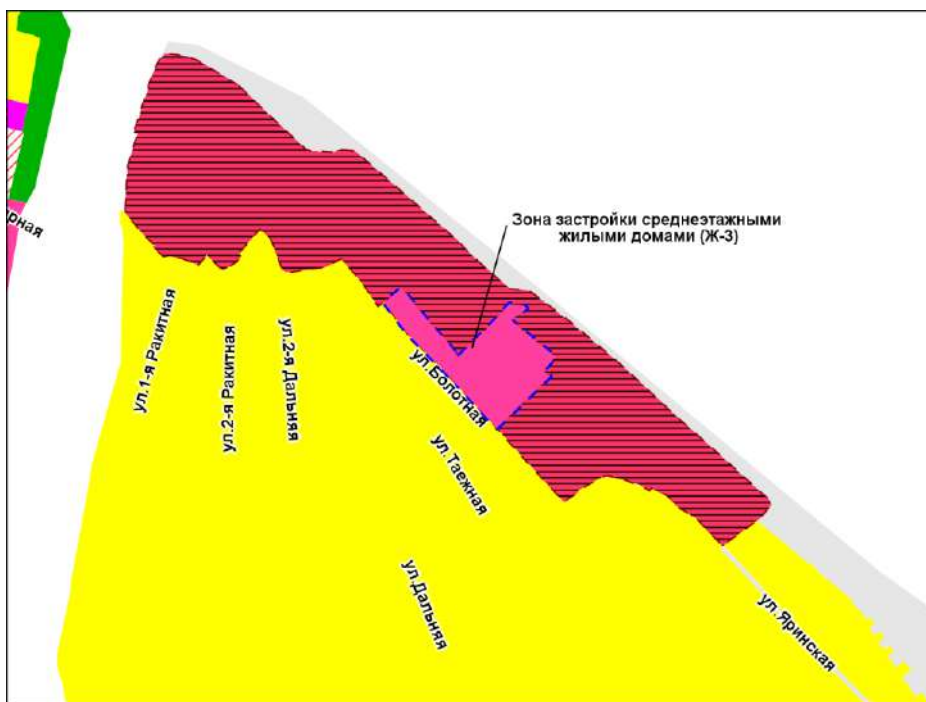 Зона застройки среднеэтажными
жилыми домами (Ж-3)
рная
ул.1-я Ракитная
ул.2-я Ракитная
ул.2-я Дальняя
ул.Болотная
ул.Таежная
ул.Дальняя
ул.Яринская